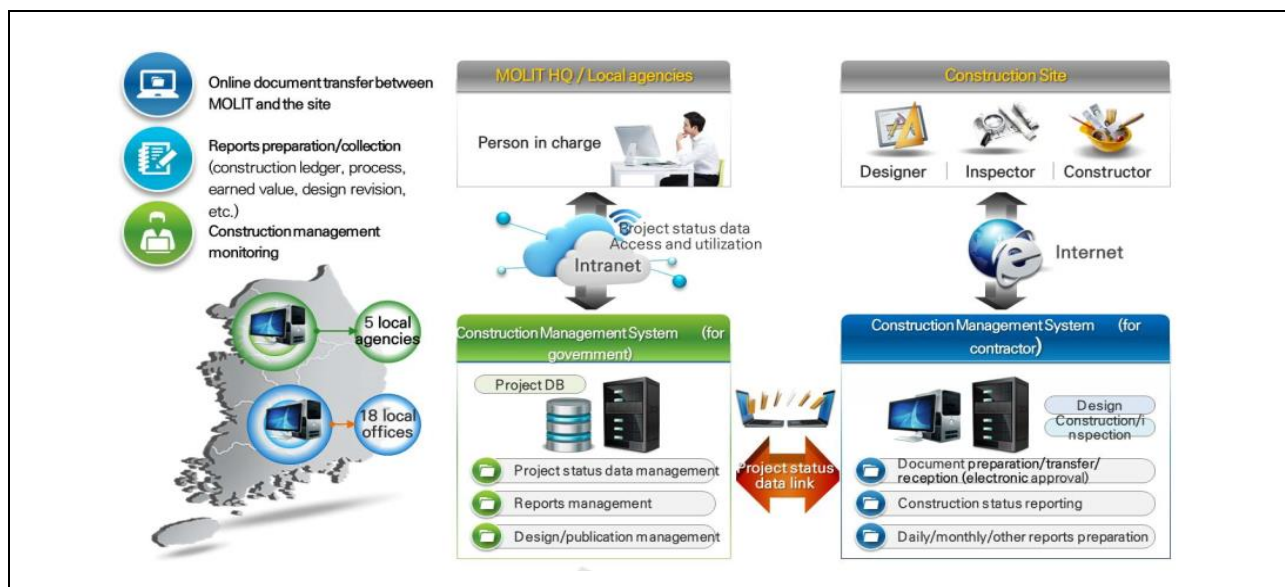 Online document transfer between
MOLIT and the site
Reports preparation/collection
(construction ledger, process,
earned value, design revision,
etc.)
Construction management
monitoring
5 local
agencies
18 local
offices
MOLIT HQ / Local agencies
Person in charge
Project status data
Access and utilization
Intranet
Construction Management System (for
government)
Project DB
Project status data management
Reports management
Design/publication management
Project status
data link
Construction Site
Designer
Inspector
Constructor
Internet
Construction Management System (for
contractor)
Design
Construction/i
nspection
Document preparation/transfer/
reception (electronic approval)
Construction status reporting
Daily/monthly/other reports preparation